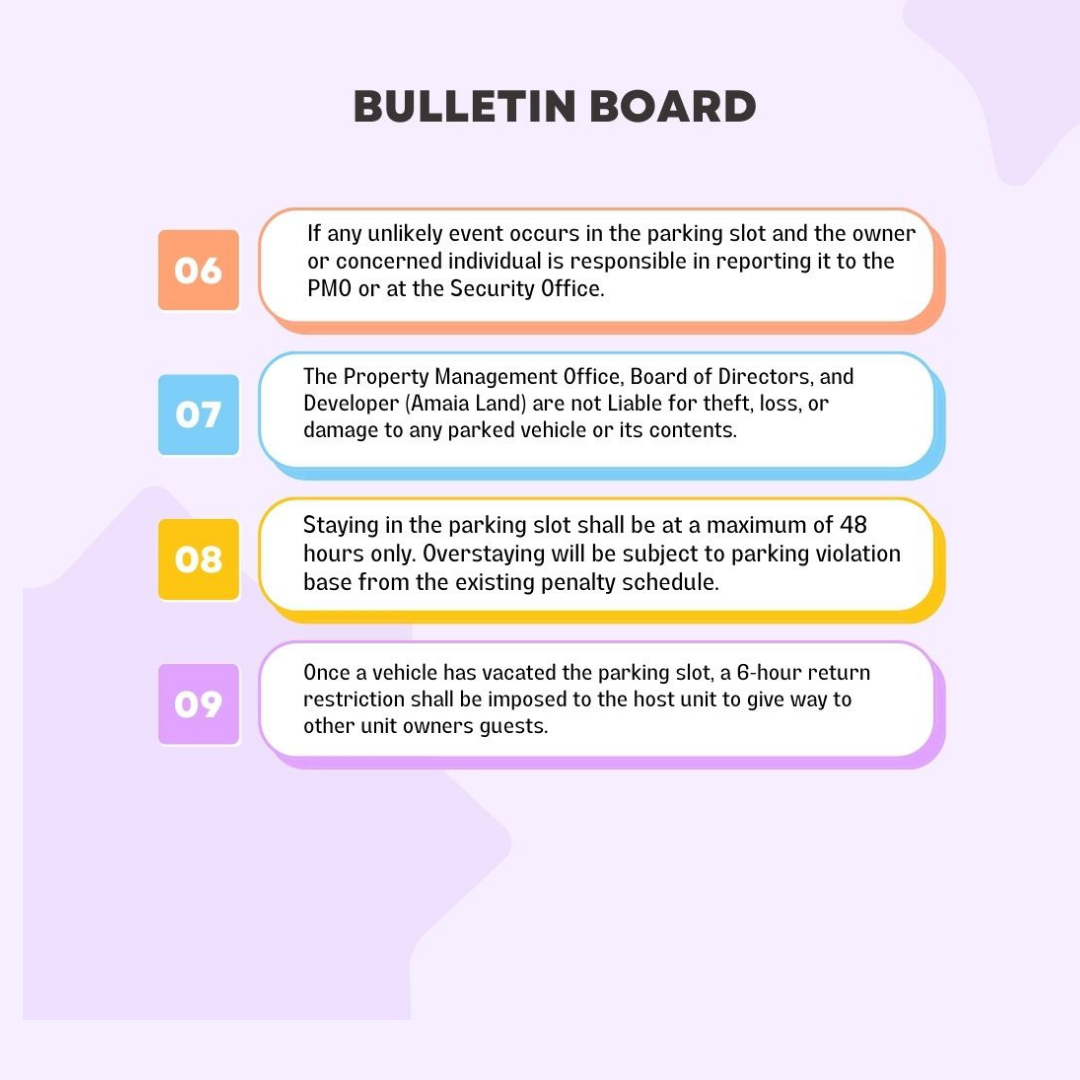 BULLETIN BOARD
06
If any unlikely event occurs in the parking slot and the owner
or concerned individual is responsible in reporting it to the
PMO or at the Security Office.
07
The Property Management Office, Board of Directors, and
Developer (Amaia Land) are not Liable for theft, loss, or
damage to any parked vehicle or its contents.
08
Staying in the parking slot shall be at a maximum of 48
hours only. Overstaying will be subject to parking violation
base from the existing penalty schedule.
09
Once a vehicle has vacated the parking slot, a 6-hour return
restriction shall be imposed to the host unit to give way to
other unit owners guests.